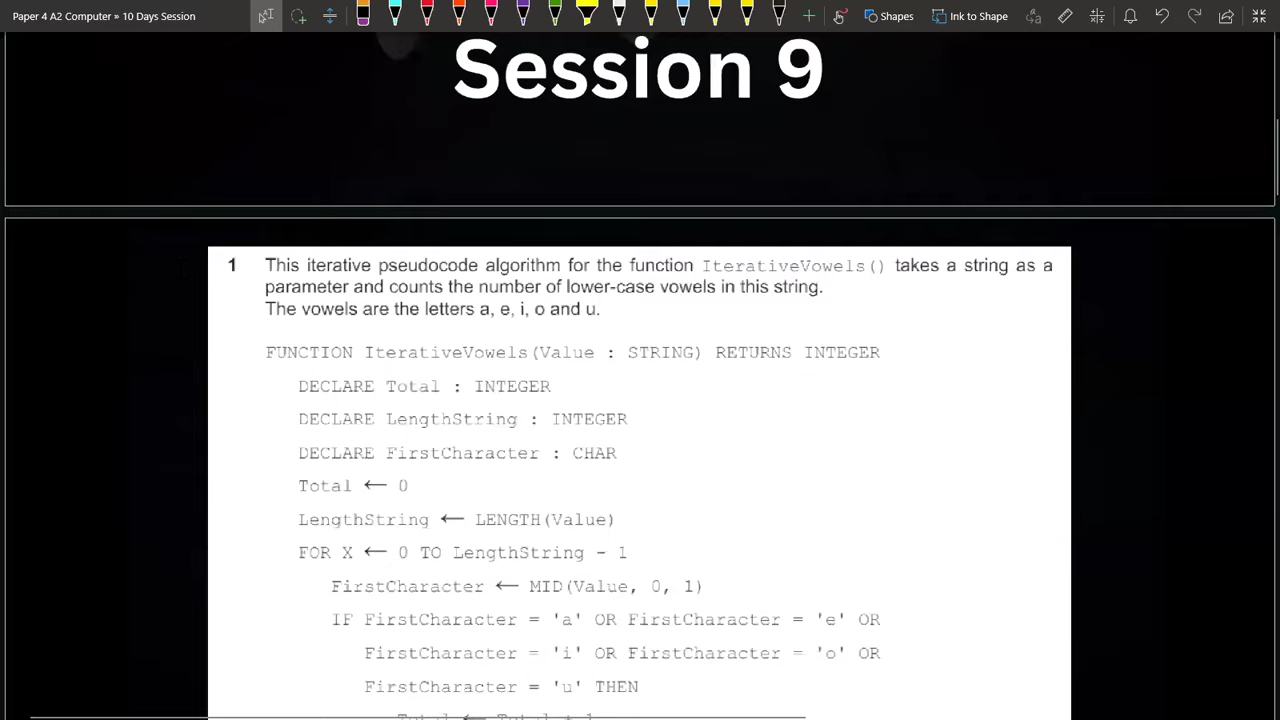 Paper 4 A2 Computer » 10 Days Session
Shapes
Ink to Shape
Session 9
1 This iterative pseudocode algorithm for the function IterativeVowels() takes a string as a
parameter and counts the number of lower-case vowels in this string.
The vowels are the letters a, e, i, o and u.
FUNCTION IterativeVowels(Value : STRING) RETURNS INTEGER
DECLARE Total : INTEGER
DECLARE LengthString : INTEGER
DECLARE FirstCharacter : CHAR
Total ← 0
LengthString ← LENGTH(Value)
FOR X ← 0 TO LengthString - 1
FirstCharacter ← MID(Value, 0, 1)
IF FirstCharacter = 'a' OR FirstCharacter = 'e' OR
FirstCharacter = 'i' OR FirstCharacter = 'o' OR
FirstCharacter = 'u' THEN
Total ← Total + 1